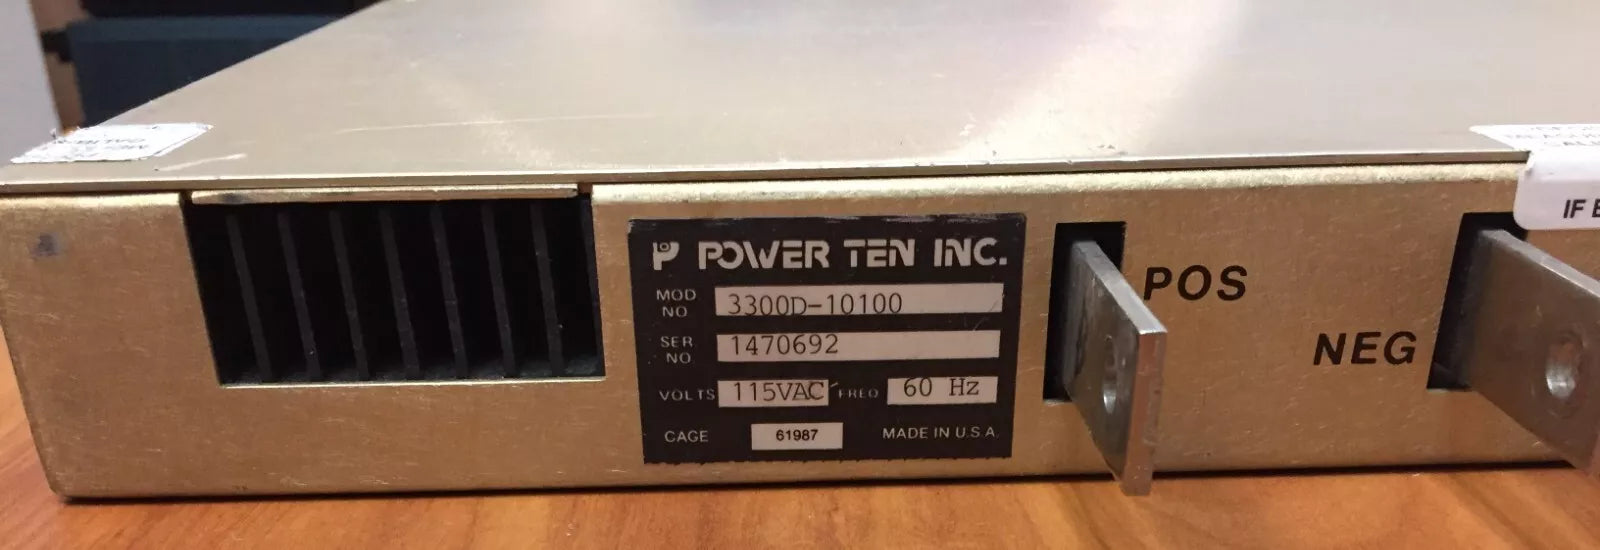 POWER TEN INC.
MOD NO 3300D-10100
SER NO 1470692
VOLTS 115VAC FREQ 60 Hz
CAGE 61987 MADE IN U.S.A.
POS
NEG
IF